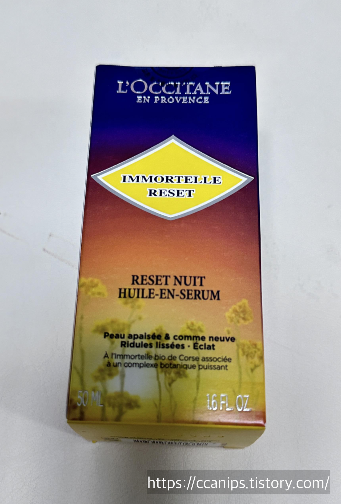 L'OCCITANE
EN PROVENCE
IMMORTELLE
RESET
RESET NUIT
HUILE-EN-SERUM
Peau apaisée & comme neuve
Ridules lissées · Éclat
À l'Immortelle bio de Corse associée
à un complexe botanique puissant
50 ML 1.6 FL. OZ.
https://ccanips.tistory.com/